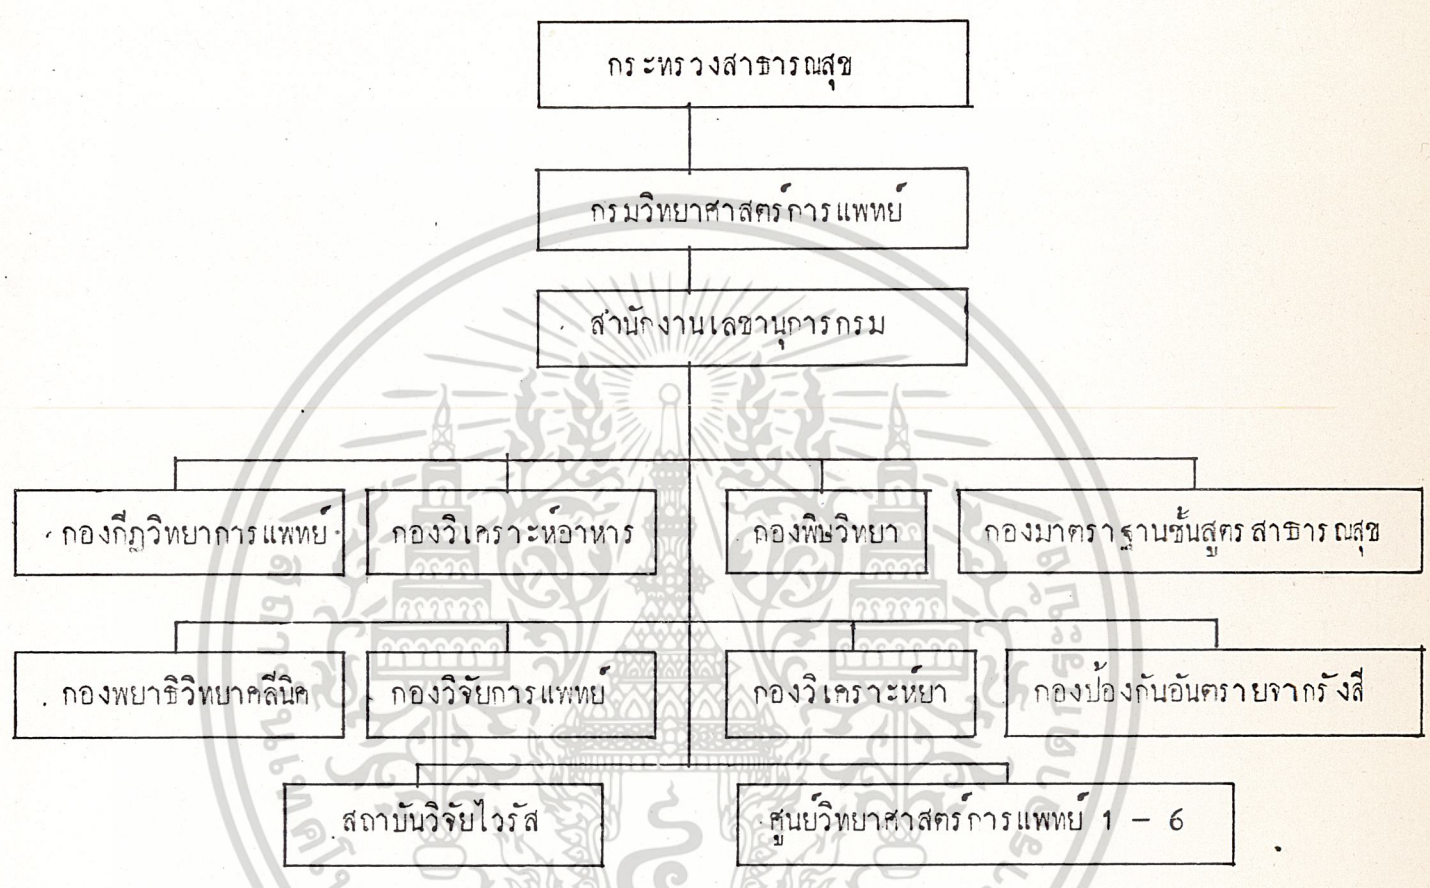 กระทรวงสาธารณสุข
กรมวิทยาศาสตร์การแพทย์
สำนักงานเลขานุการกรม
กองกีฏวิทยาการแพทย์
กองวิเคราะห์อาหาร
กองพิษวิทยา
กองมาตราฐานชันสูตรสาธารณสุข
กองพยาธิวิทยาคลีนิค
กองวิจัยการแพทย์
กองวิเคราะห์ยา
กองป้องกันอันตรายจากรังสี
สถาบันวิจัยไวรัส
ศูนย์วิทยาศาสตร์การแพทย์ 1 – 6